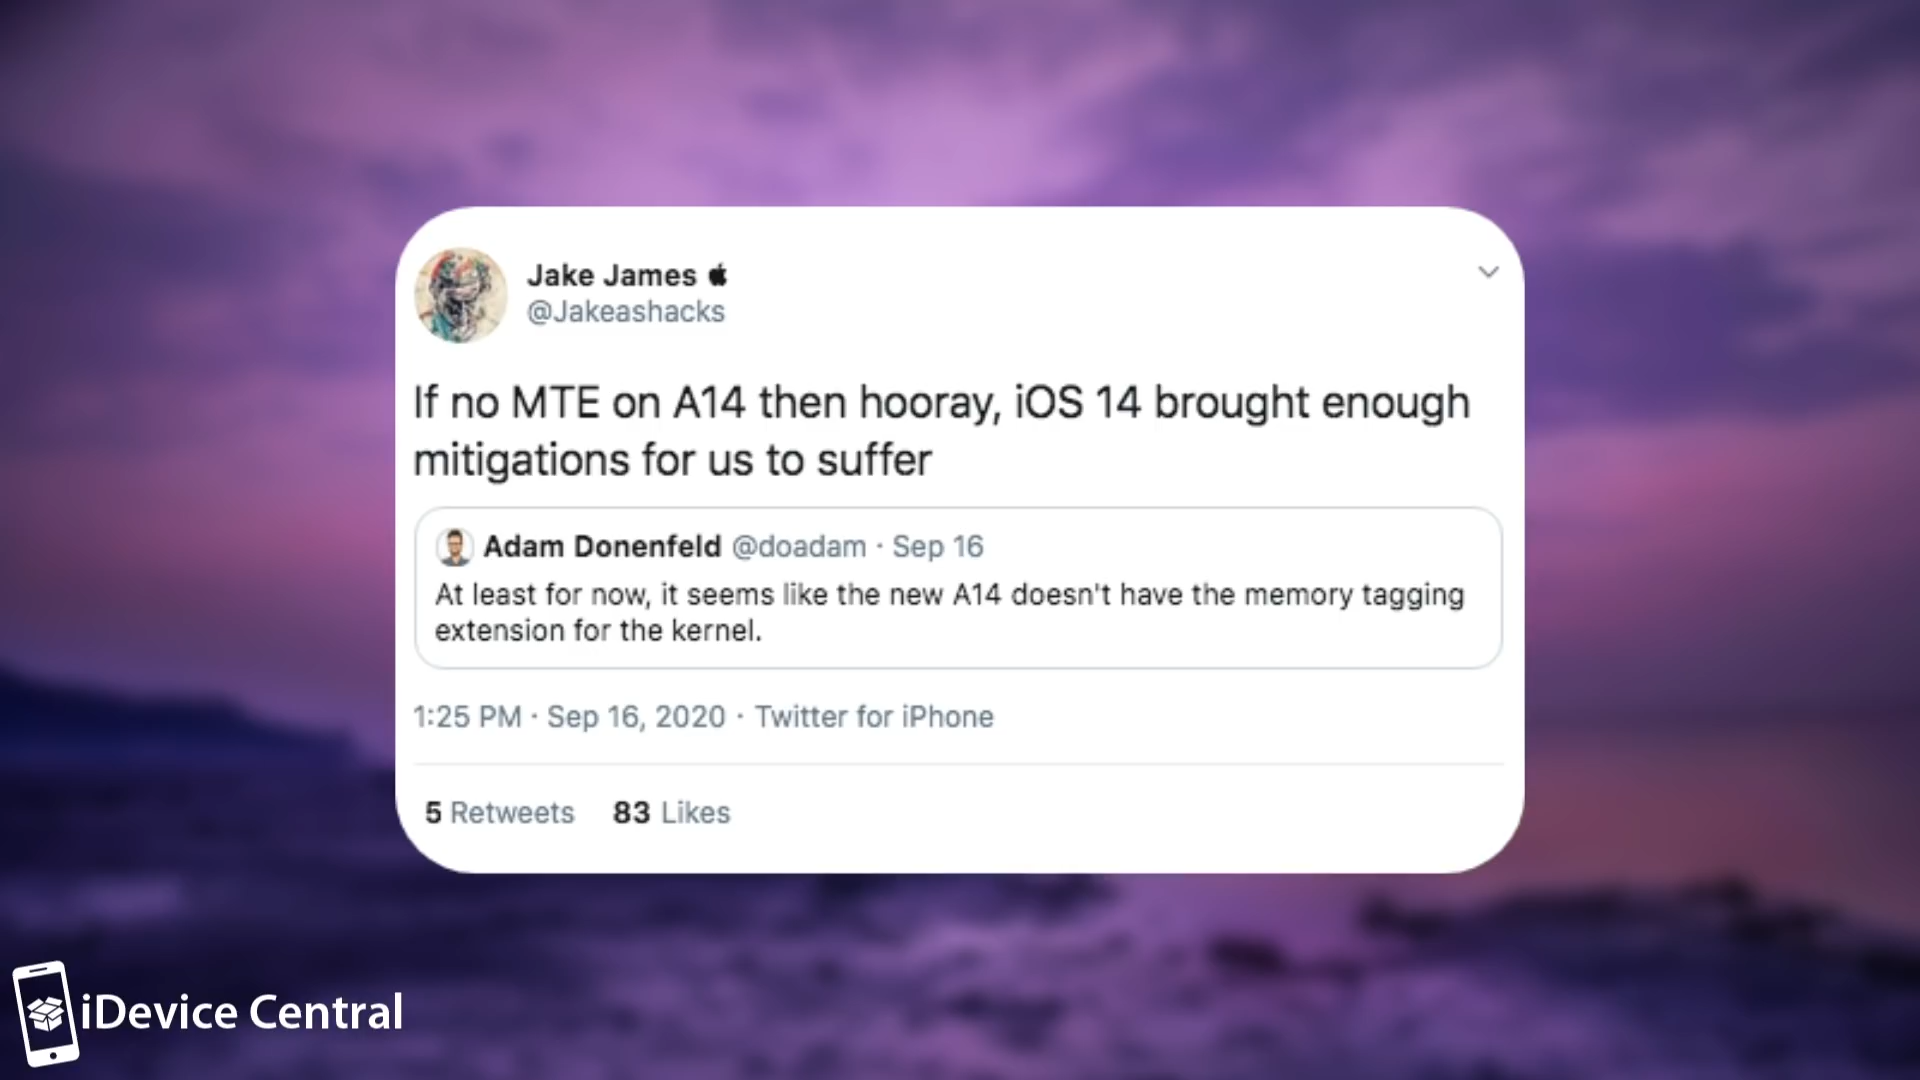 Jake James
@Jakeashacks
If no MTE on A14 then hooray, iOS 14 brought enough
mitigations for us to suffer
Adam Donenfeld @doadam · Sep 16
At least for now, it seems like the new A14 doesn't have the memory tagging
extension for the kernel.
1:25 PM · Sep 16, 2020 · Twitter for iPhone
5 Retweets 83 Likes
iDevice Central